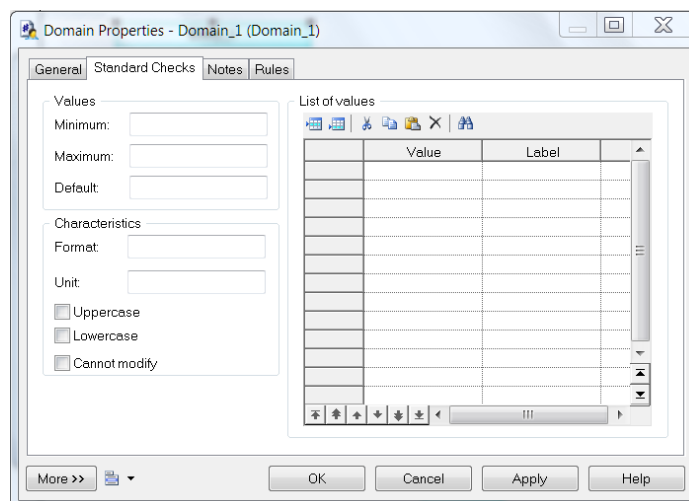 Domain Properties - Domain_1 (Domain_1)
General Standard Checks Notes Rules
Values
Minimum:
Maximum:
Default:
Characteristics
Format:
Unit:
Uppercase
Lowercase
Cannot modify
List of values
Value Label
More >> OK Cancel Apply Help